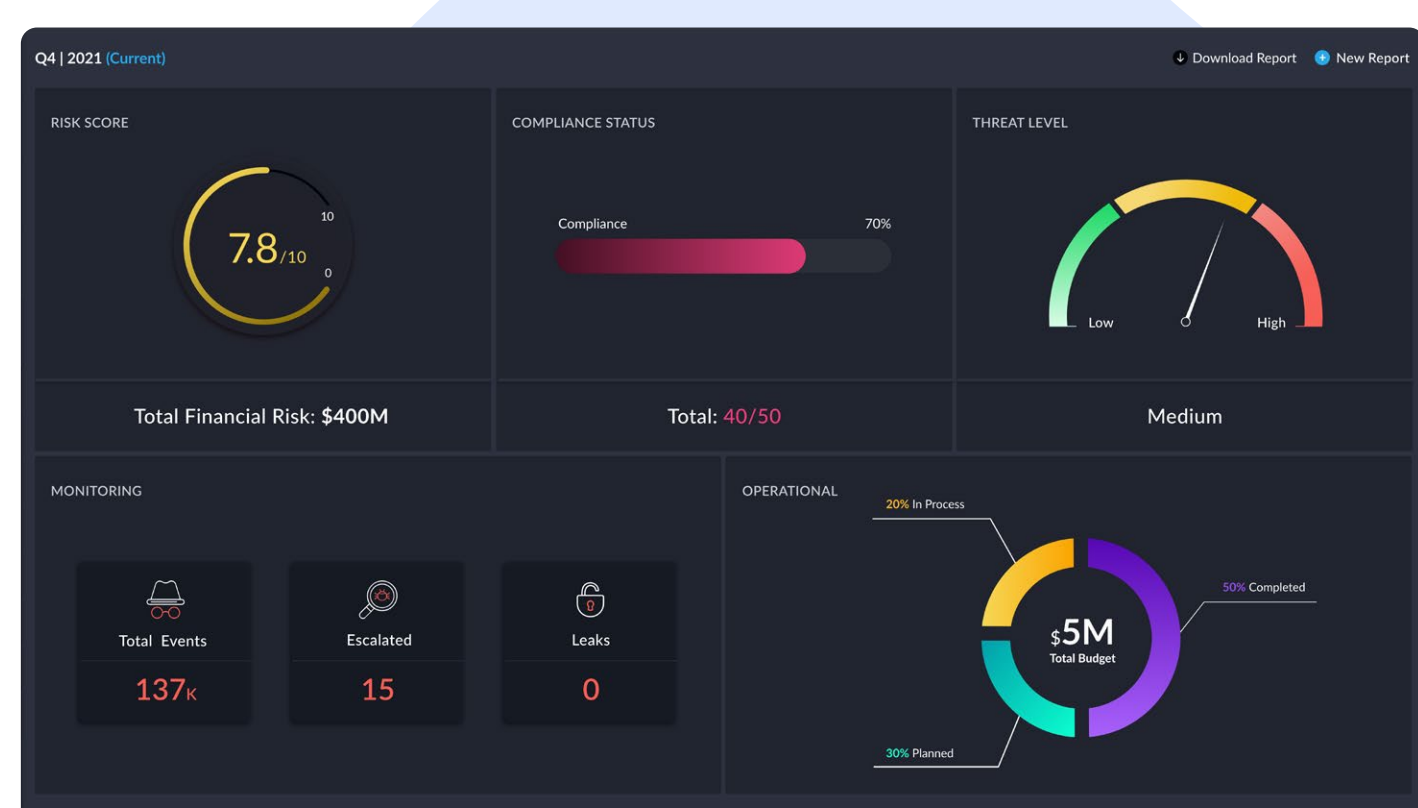 Q4 | 2021 (Current)
Download Report
New Report
RISK SCORE
10
7.8/10
0
Total Financial Risk: $400M
COMPLIANCE STATUS
Compliance 70%
Total: 40/50
THREAT LEVEL
Low
High
Medium
MONITORING
Total Events
137K
Escalated
15
Leaks
0
OPERATIONAL
20% In Process
50% Completed
$5M
Total Budget
30% Planned